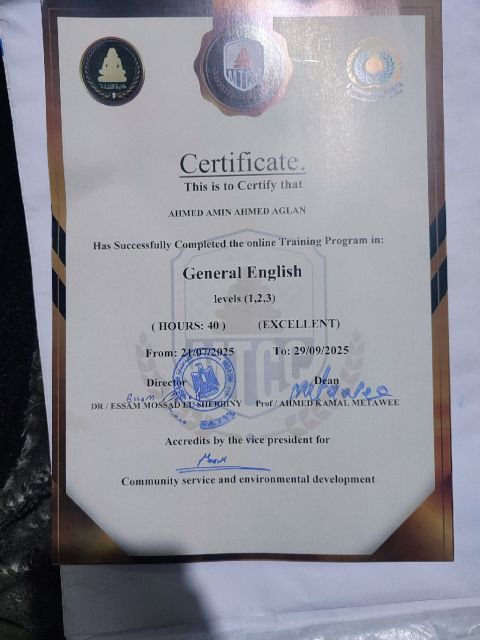 MTCC
Certificate.
This is to Certify that
AHMED AMIN AHMED AGLAN
Has Successfully Completed the online Training Program in:
General English
levels (1,2,3)
( HOURS: 40 ) (EXCELLENT)
From: 21/07/2025 To: 29/09/2025
MTCC
Director Dean
DR / ESSAM MOSSAD EL SHERBINY Prof / AHMED KAMAL METAWEE
Accredits by the vice president for
Community service and environmental development